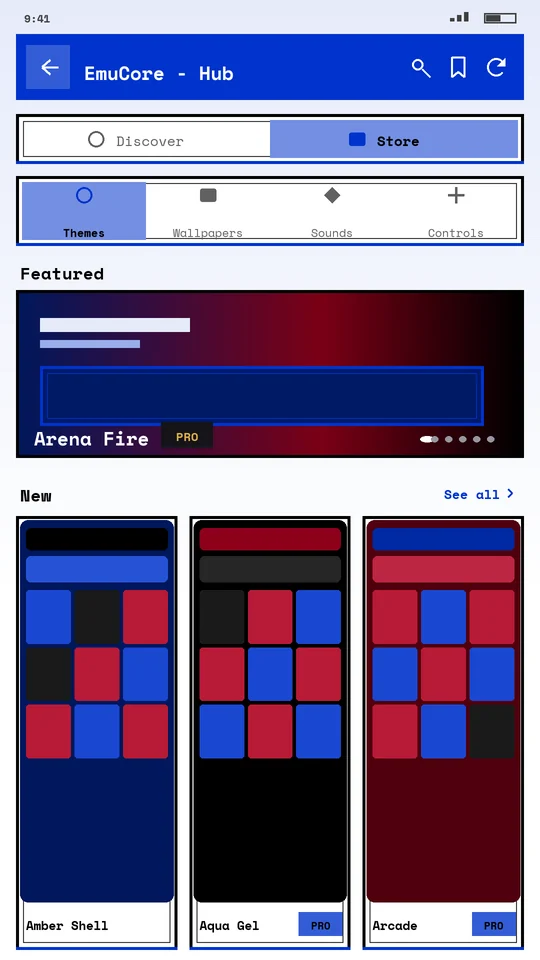 9:41
EmuCore - Hub
Discover
Store
Themes
Wallpapers
Sounds
Controls
Featured
Arena Fire
PRO
New
See all
Amber Shell
Aqua Gel
PRO
Arcade
PRO